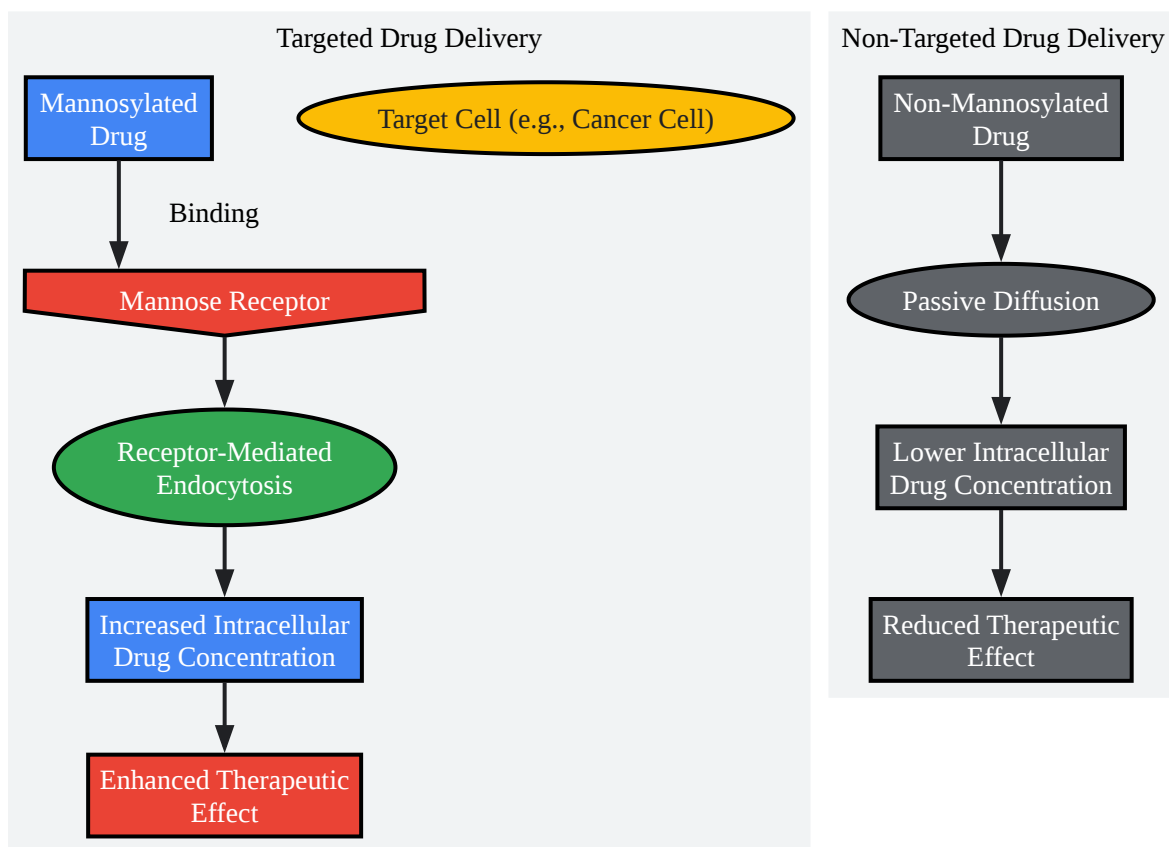 Targeted Drug Delivery
Mannosylated
Drug
Target Cell (e.g., Cancer Cell)
Binding
Mannose Receptor
Receptor-Mediated
Endocytosis
Increased Intracellular
Drug Concentration
Enhanced Therapeutic
Effect
Non-Targeted Drug Delivery
Non-Mannosylated
Drug
Passive Diffusion
Lower Intracellular
Drug Concentration
Reduced Therapeutic
Effect